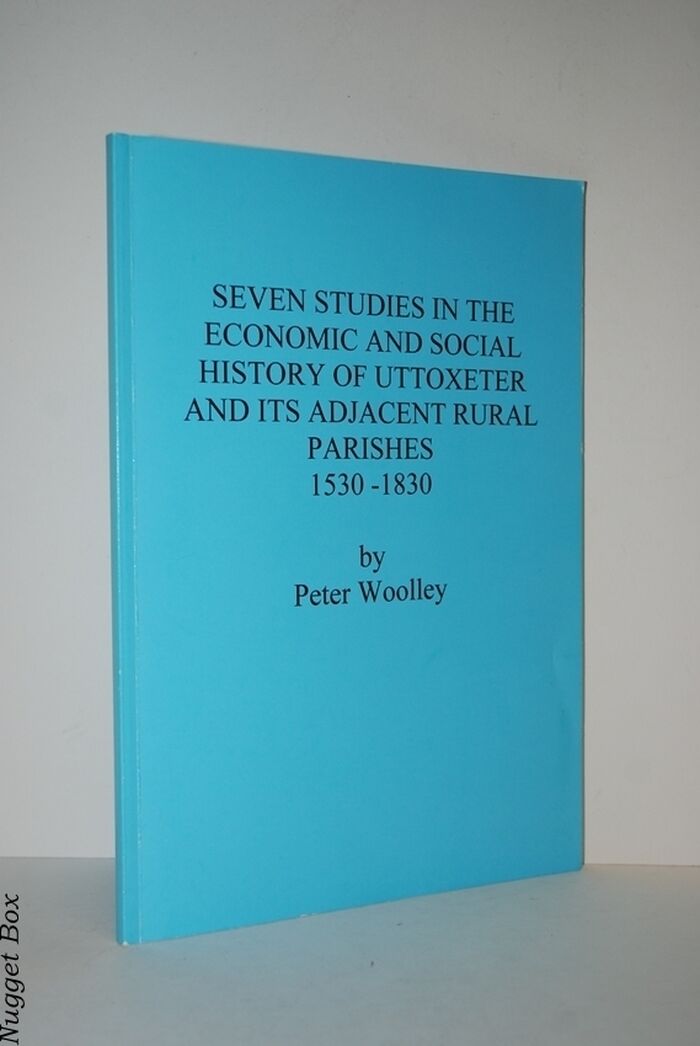 SEVEN STUDIES IN THE
ECONOMIC AND SOCIAL
HISTORY OF UTTOXETER
AND ITS ADJACENT RURAL
PARISHES
1530 -1830
by
Peter Woolley
Nugget Box